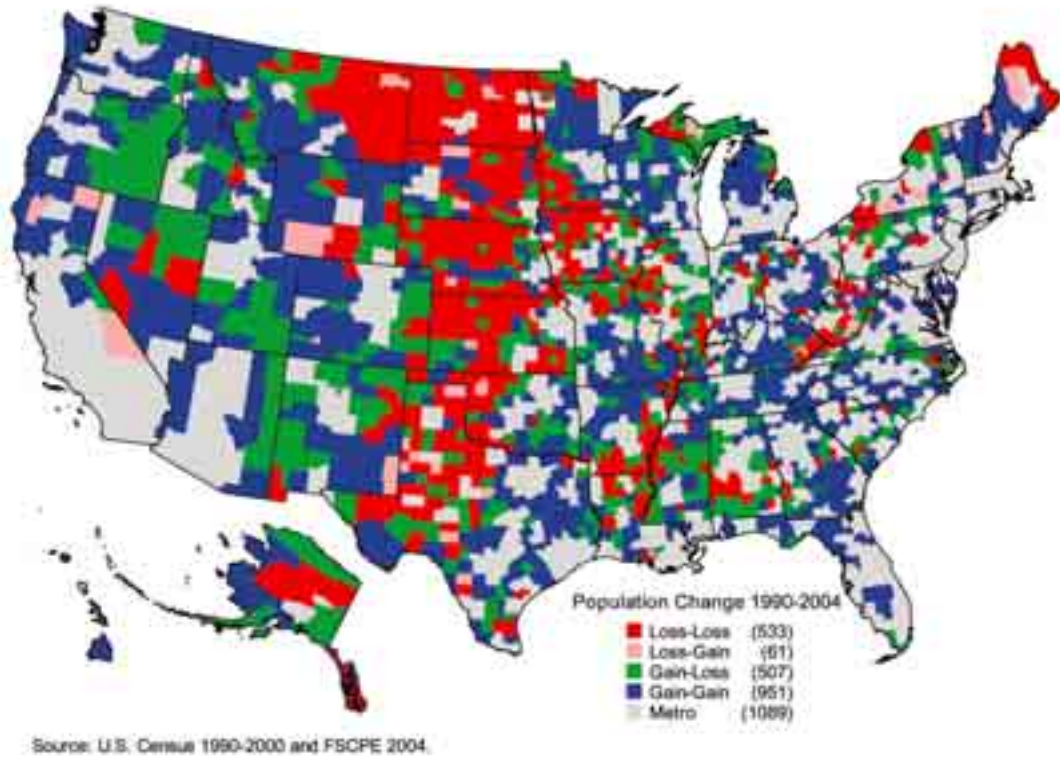 Population Change 1990-2004
Loss-Loss (533)
Loss-Gain (61)
Gain-Loss (507)
Gain-Gain (951)
Metro (1089)
Source: U.S. Census 1990-2000 and FSCPE 2004.